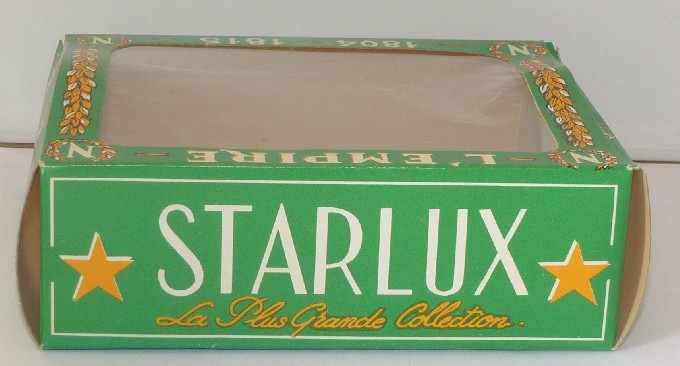 N 1804 1815 N
N L'EMPIRE N
STARLUX
La Plus Grande Collection.